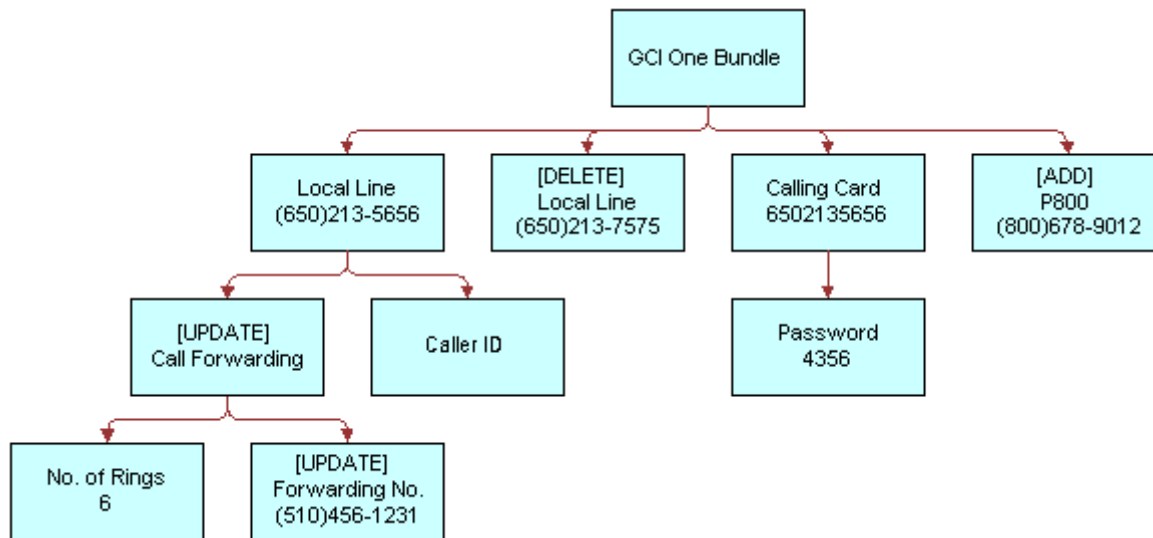 GCI One Bundle
Local Line
(650)213-5656
[DELETE]
Local Line
(650)213-7575
Calling Card
6502135656
[ADD]
P800
(800)678-9012
[UPDATE]
Call Forwarding
Caller ID
Password
4356
No. of Rings
6
[UPDATE]
Forwarding No.
(510)456-1231